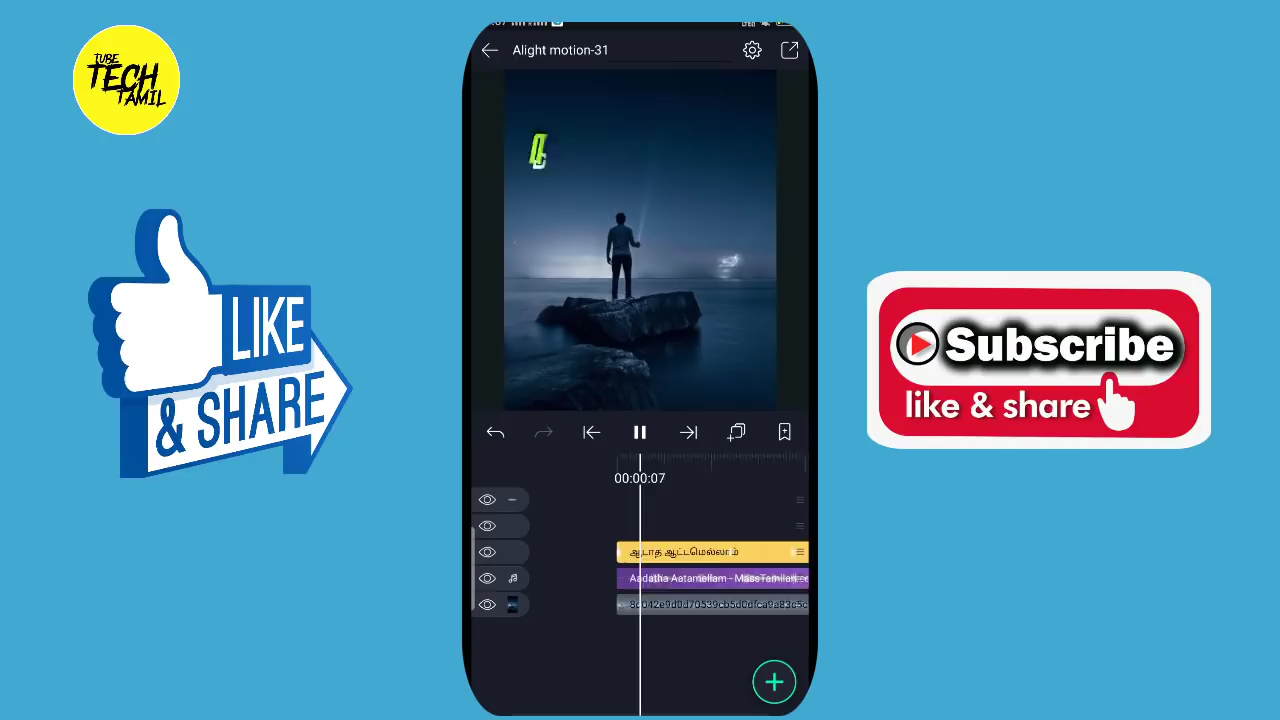 TUBE
TECH
TAMIL
LIKE
& SHARE
Alight motion-31
00:00:07
ஆடாத ஆட்டமெல்லாம்
Aadatha Aatamellam - MassTamilan
Subscribe
like & share